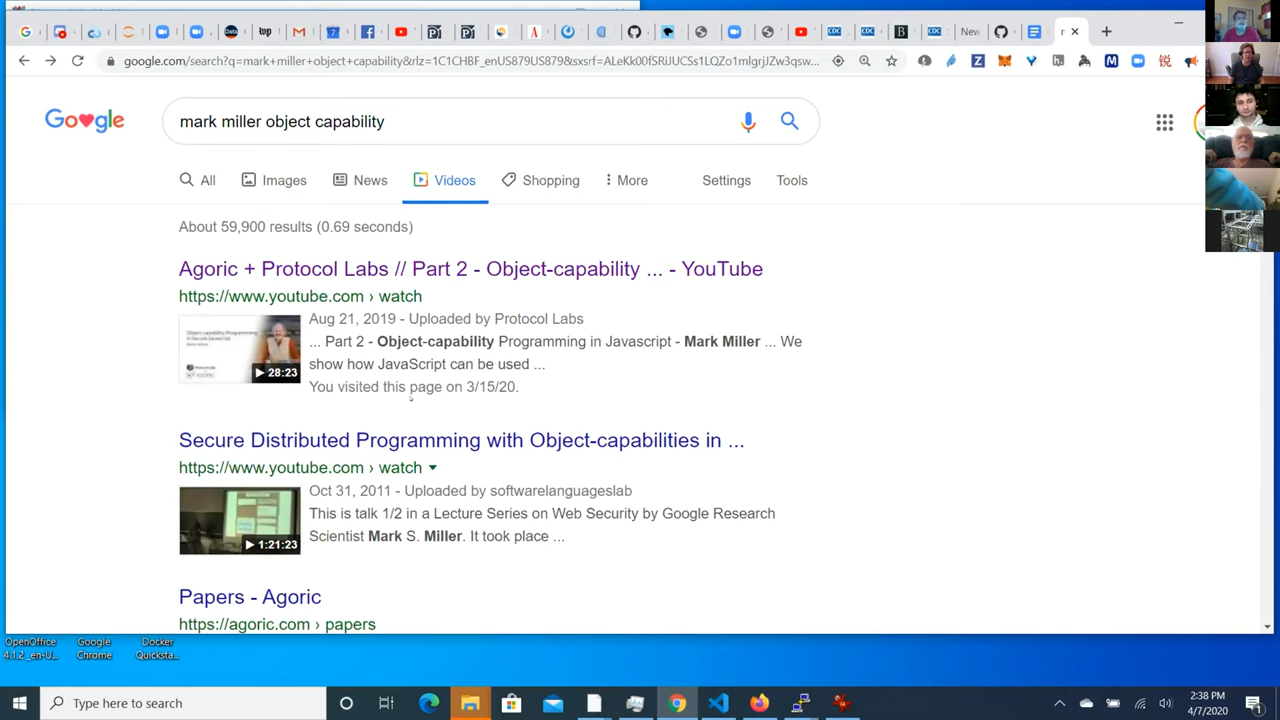 New
r
google.com/search?q=mark+miller+object+capability&rlz=1C1CHBF_enUS879US879&sxsrf=ALeKk00fSRiJUCSs1LQZo1mlgrjJZw3qsw...
mark miller object capability
All
Images
News
Videos
Shopping
More
Settings
Tools
About 59,900 results (0.69 seconds)
Agoric + Protocol Labs // Part 2 - Object-capability ... - YouTube
https://www.youtube.com › watch
28:23
Aug 21, 2019 - Uploaded by Protocol Labs
... Part 2 - Object-capability Programming in Javascript - Mark Miller ... We
show how JavaScript can be used ...
You visited this page on 3/15/20.
Secure Distributed Programming with Object-capabilities in ...
https://www.youtube.com › watch
1:21:23
Oct 31, 2011 - Uploaded by softwarelanguageslab
This is talk 1/2 in a Lecture Series on Web Security by Google Research
Scientist Mark S. Miller. It took place ...
Papers - Agoric
https://agoric.com › papers
OpenOffice
4.1.2 _en-U...
Google
Chrome
Docker
Quicksta...
Type here to search
2:38 PM
4/7/2020